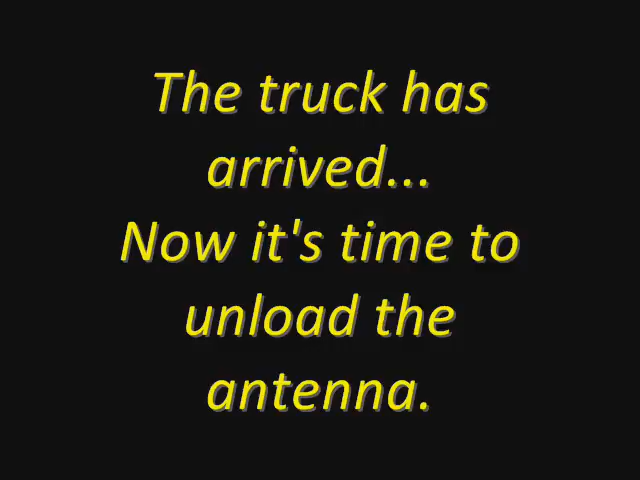 The truck has
arrived...
Now it's time to
unload the
antenna.